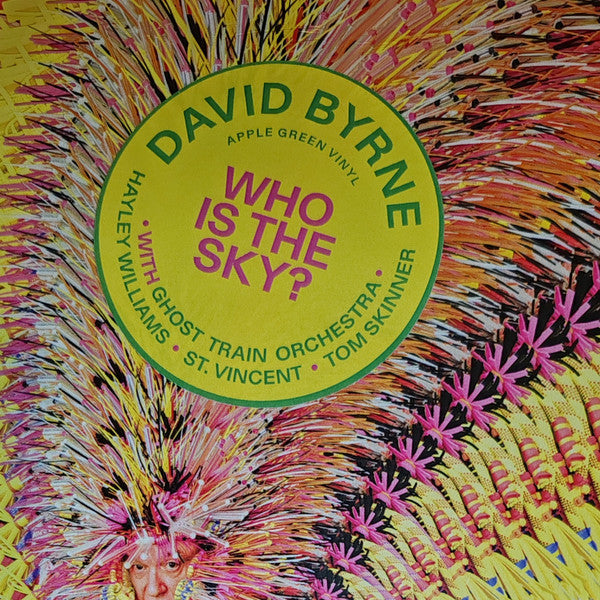 DAVID BYRNE
APPLE GREEN VINYL
WHO
IS THE
SKY?
• WITH GHOST TRAIN ORCHESTRA •
HAYLEY WILLIAMS • ST. VINCENT • TOM SKINNER